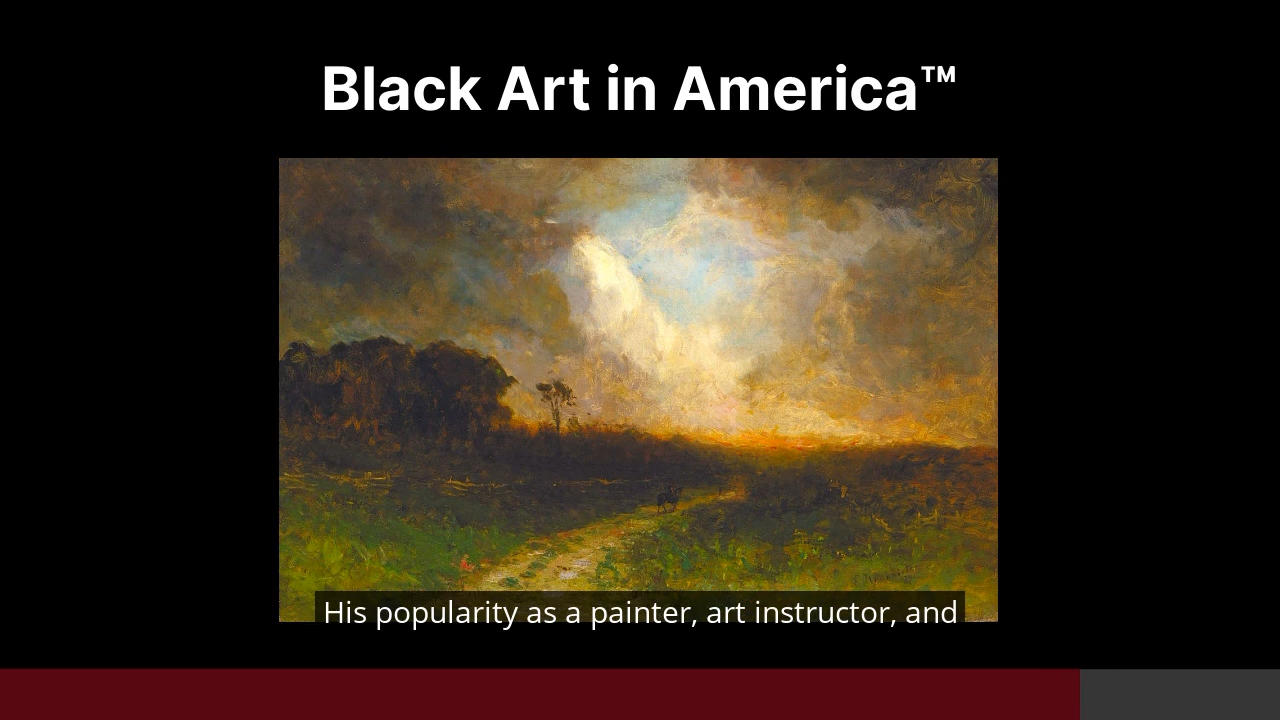 Black Art in America™
His popularity as a painter, art instructor, and